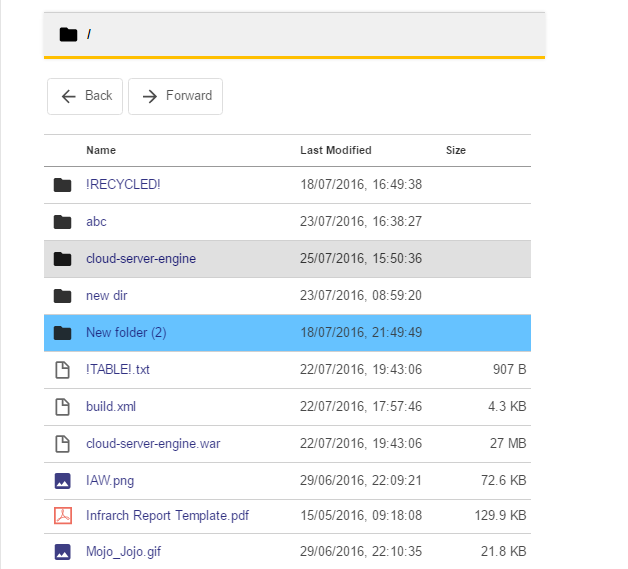 /
Back Forward
Name Last Modified Size
!RECYCLED! 18/07/2016, 16:49:38
abc 23/07/2016, 16:38:27
cloud-server-engine 25/07/2016, 15:50:36
new dir 23/07/2016, 08:59:20
New folder (2) 18/07/2016, 21:49:49
!TABLE!.txt 22/07/2016, 19:43:06 907 B
build.xml 22/07/2016, 17:57:46 4.3 KB
cloud-server-engine.war 22/07/2016, 19:43:06 27 MB
IAW.png 29/06/2016, 22:09:21 72.6 KB
Infrarch Report Template.pdf 15/05/2016, 09:18:08 129.9 KB
Mojo_Jojo.gif 29/06/2016, 22:10:35 21.8 KB